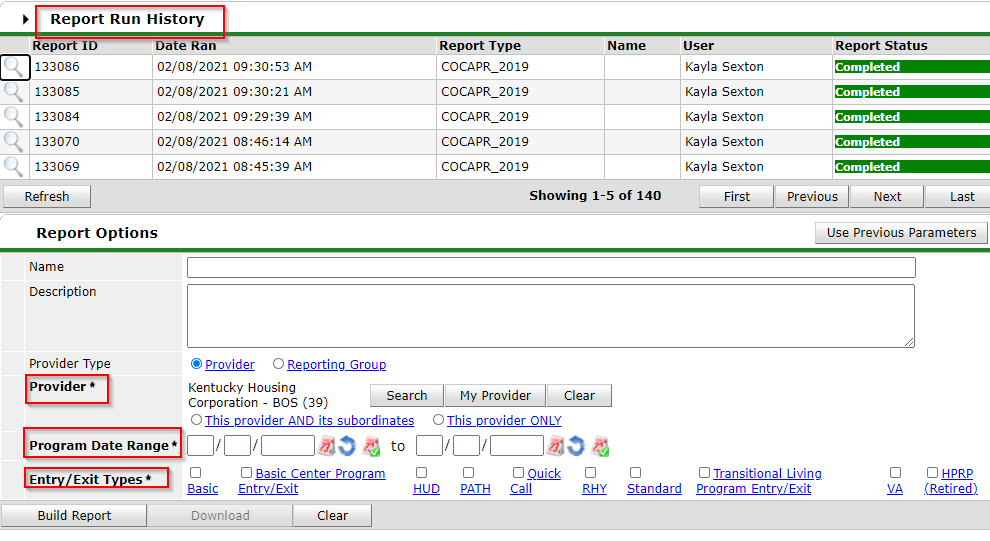 Report Run History
Report ID Date Ran Report Type Name User Report Status
133086 02/08/2021 09:30:53 AM COCAPR_2019 Kayla Sexton Completed
133085 02/08/2021 09:30:21 AM COCAPR_2019 Kayla Sexton Completed
133084 02/08/2021 09:29:39 AM COCAPR_2019 Kayla Sexton Completed
133070 02/08/2021 08:46:14 AM COCAPR_2019 Kayla Sexton Completed
133069 02/08/2021 08:45:39 AM COCAPR_2019 Kayla Sexton Completed
Refresh Showing 1-5 of 140 First Previous Next Last
Report Options Use Previous Parameters
Name
Description
Provider Type Provider Reporting Group
Provider * Kentucky Housing
Corporation - BOS (39) Search My Provider Clear
This provider AND its subordinates This provider ONLY
Program Date Range * / / to / /
Entry/Exit Types * Basic Center Program Quick Transitional Living HPRP
Basic Entry/Exit HUD PATH Call RHY Standard Program Entry/Exit VA (Retired)
Build Report Download Clear